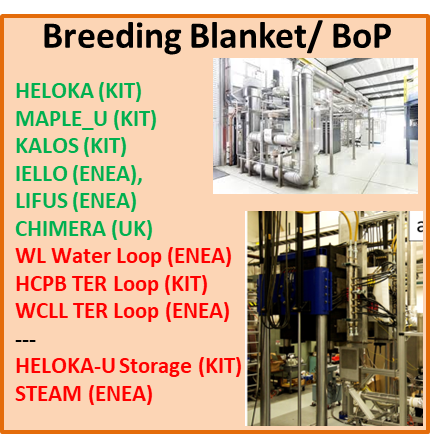 Breeding Blanket/ BoP
HELOKA (KIT)
MAPLE_U (KIT)
KALOS (KIT)
IELLO (ENEA),
LIFUS (ENEA)
CHIMERA (UK)
WL Water Loop (ENEA)
HCPB TER Loop (KIT)
WCLL TER Loop (ENEA)
---
HELOKA-U Storage (KIT)
STEAM (ENEA)
a